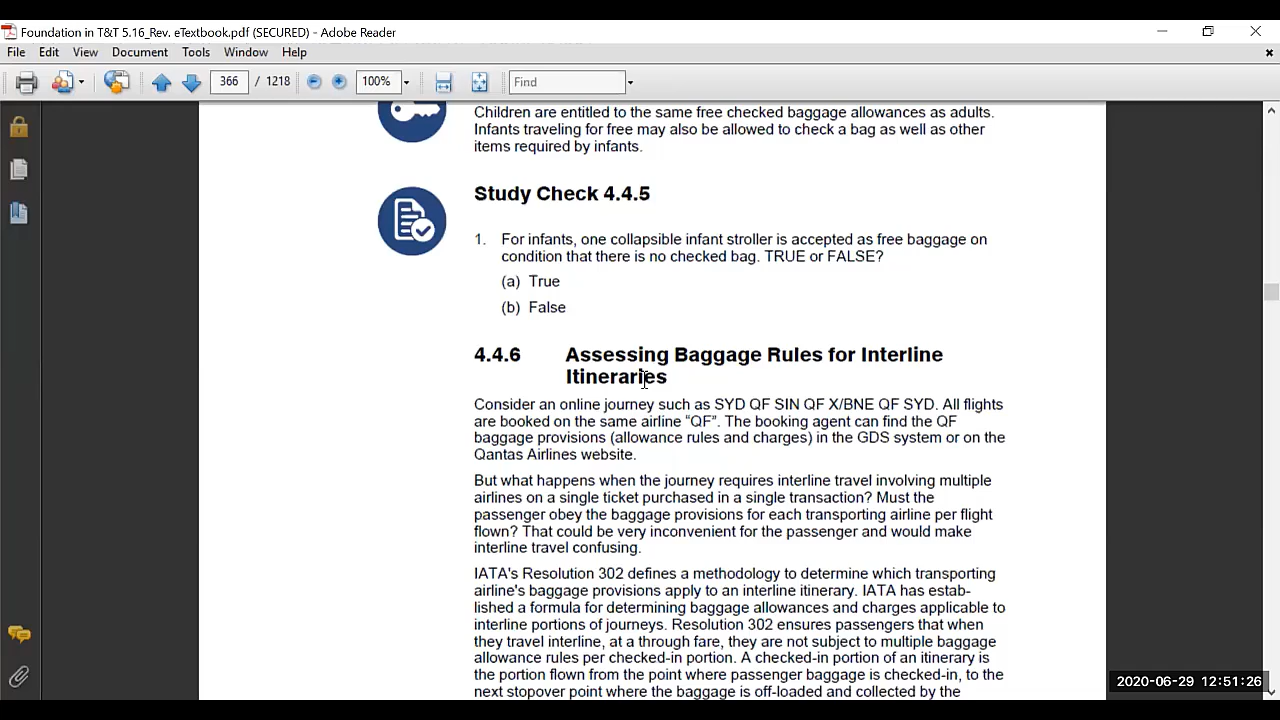 Foundation in T&T 5.16_Rev. eTextbook.pdf (SECURED) - Adobe Reader
File Edit View Document Tools Window Help
366 / 1218 100% Find
Children are entitled to the same free checked baggage allowances as adults.
Infants traveling for free may also be allowed to check a bag as well as other
items required by infants.
Study Check 4.4.5
1. For infants, one collapsible infant stroller is accepted as free baggage on
condition that there is no checked bag. TRUE or FALSE?
(a) True
(b) False
4.4.6 Assessing Baggage Rules for Interline
Itineraries
Consider an online journey such as SYD QF SIN QF X/BNE QF SYD. All flights
are booked on the same airline “QF”. The booking agent can find the QF
baggage provisions (allowance rules and charges) in the GDS system or on the
Qantas Airlines website.
But what happens when the journey requires interline travel involving multiple
airlines on a single ticket purchased in a single transaction? Must the
passenger obey the baggage provisions for each transporting airline per flight
flown? That could be very inconvenient for the passenger and would make
interline travel confusing.
IATA's Resolution 302 defines a methodology to determine which transporting
airline's baggage provisions apply to an interline itinerary. IATA has estab-
lished a formula for determining baggage allowances and charges applicable to
interline portions of journeys. Resolution 302 ensures passengers that when
they travel interline, at a through fare, they are not subject to multiple baggage
allowance rules per checked-in portion. A checked-in portion of an itinerary is
the portion flown from the point where passenger baggage is checked-in, to the
next stopover point where the baggage is off-loaded and collected by the
2020-06-29 12:51:26